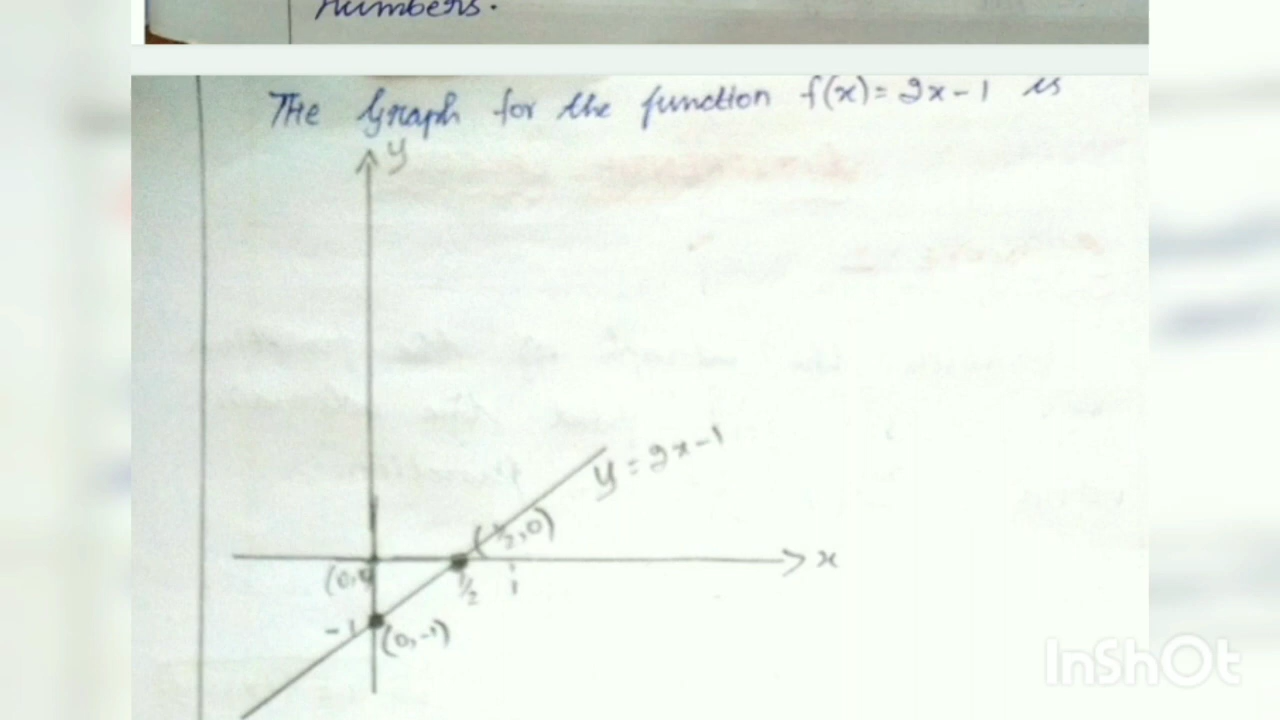 numbers.
The Graph for the function f(x) = 2x - 1 is
y
y = 2x - 1
(1/2, 0)
x
(0,
1/2
1
-1
(0, -1)
InShOt